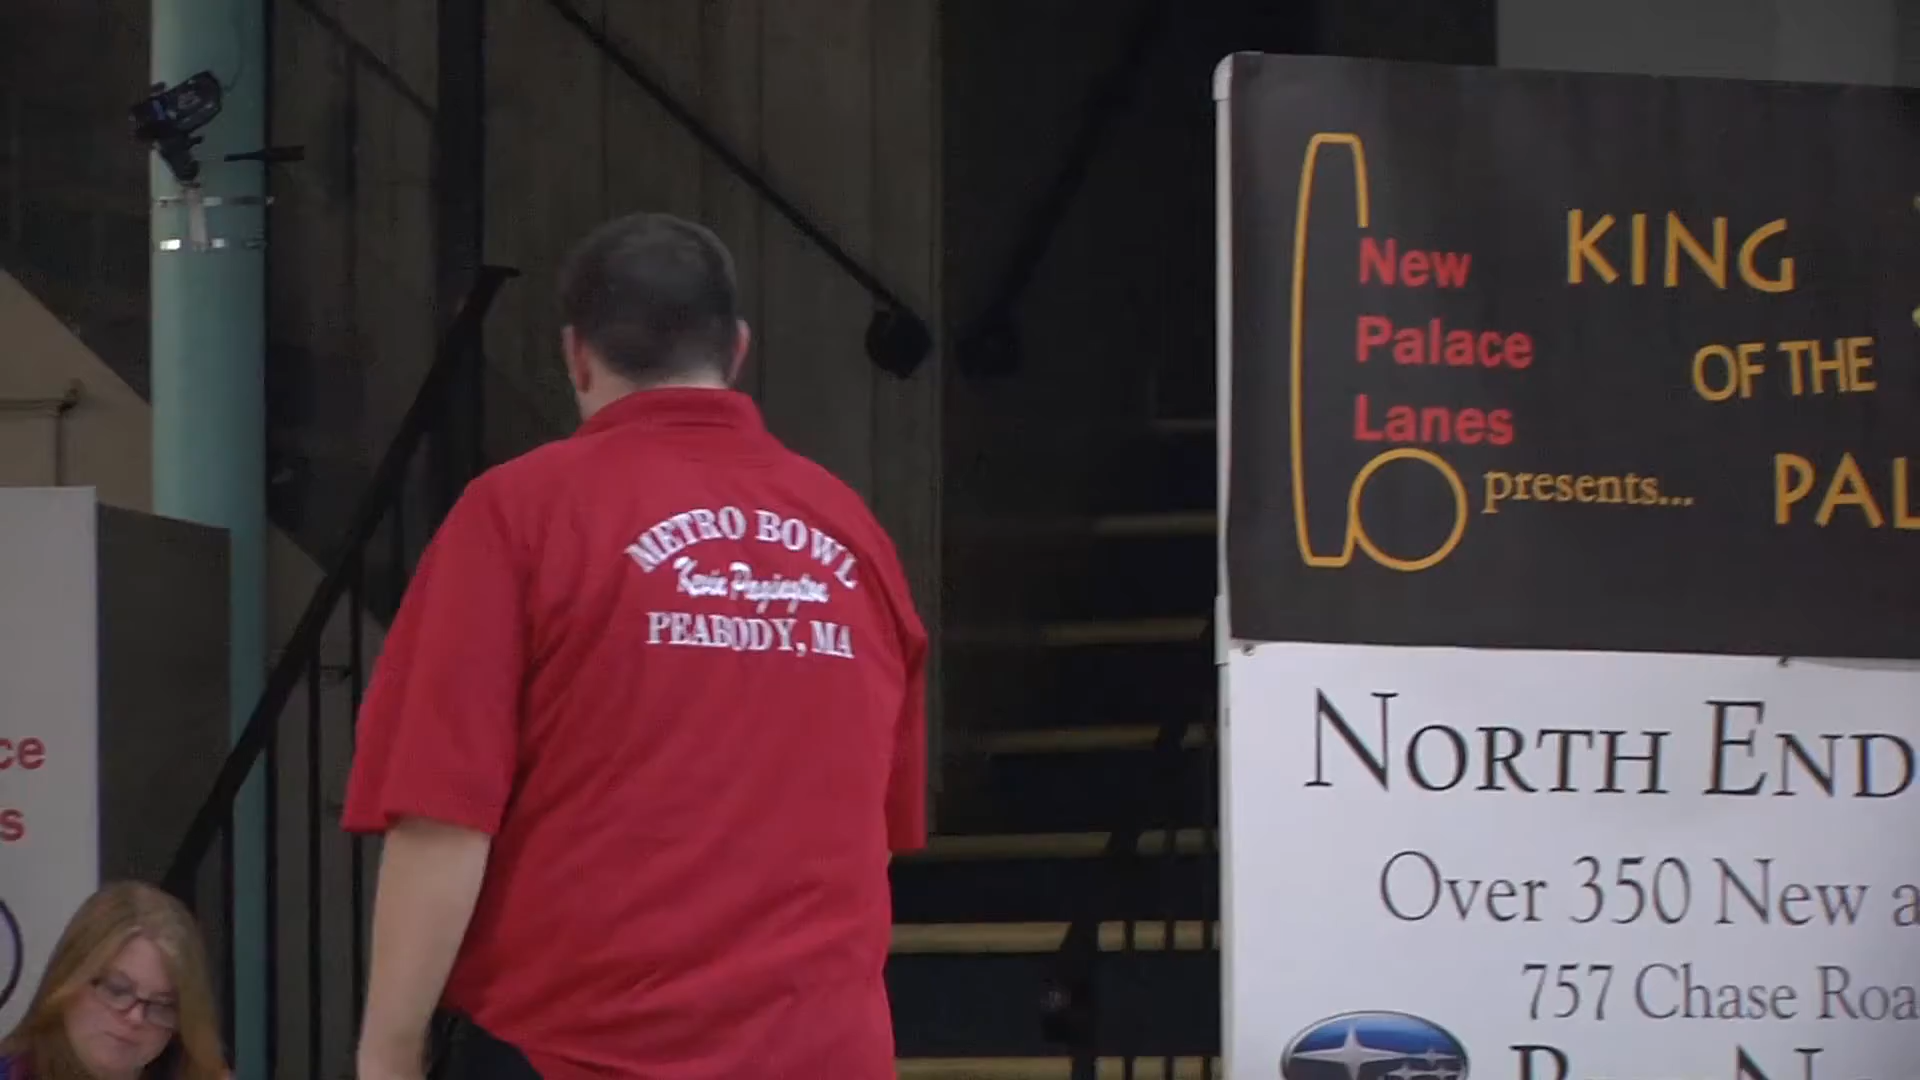 METRO BOWL
PEABODY, MA
New
Palace
Lanes
presents...
KING
OF THE
PAL
NORTH END
Over 350 New a
757 Chase Roa
ce
s